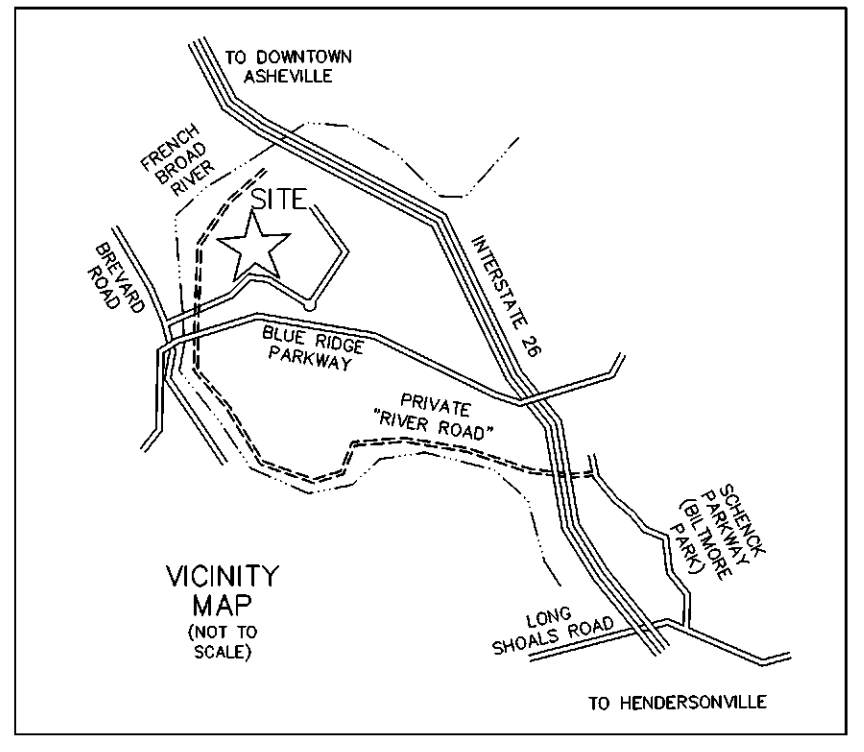 TO DOWNTOWN
ASHEVILLE
FRENCH
BROAD
RIVER
SITE
BREVARD
ROAD
INTERSTATE 26
BLUE RIDGE
PARKWAY
PRIVATE
"RIVER ROAD"
SCHENCK
PARKWAY
(BILTMORE
PARK)
VICINITY
MAP
(NOT TO
SCALE)
LONG
SHOALS ROAD
TO HENDERSONVILLE